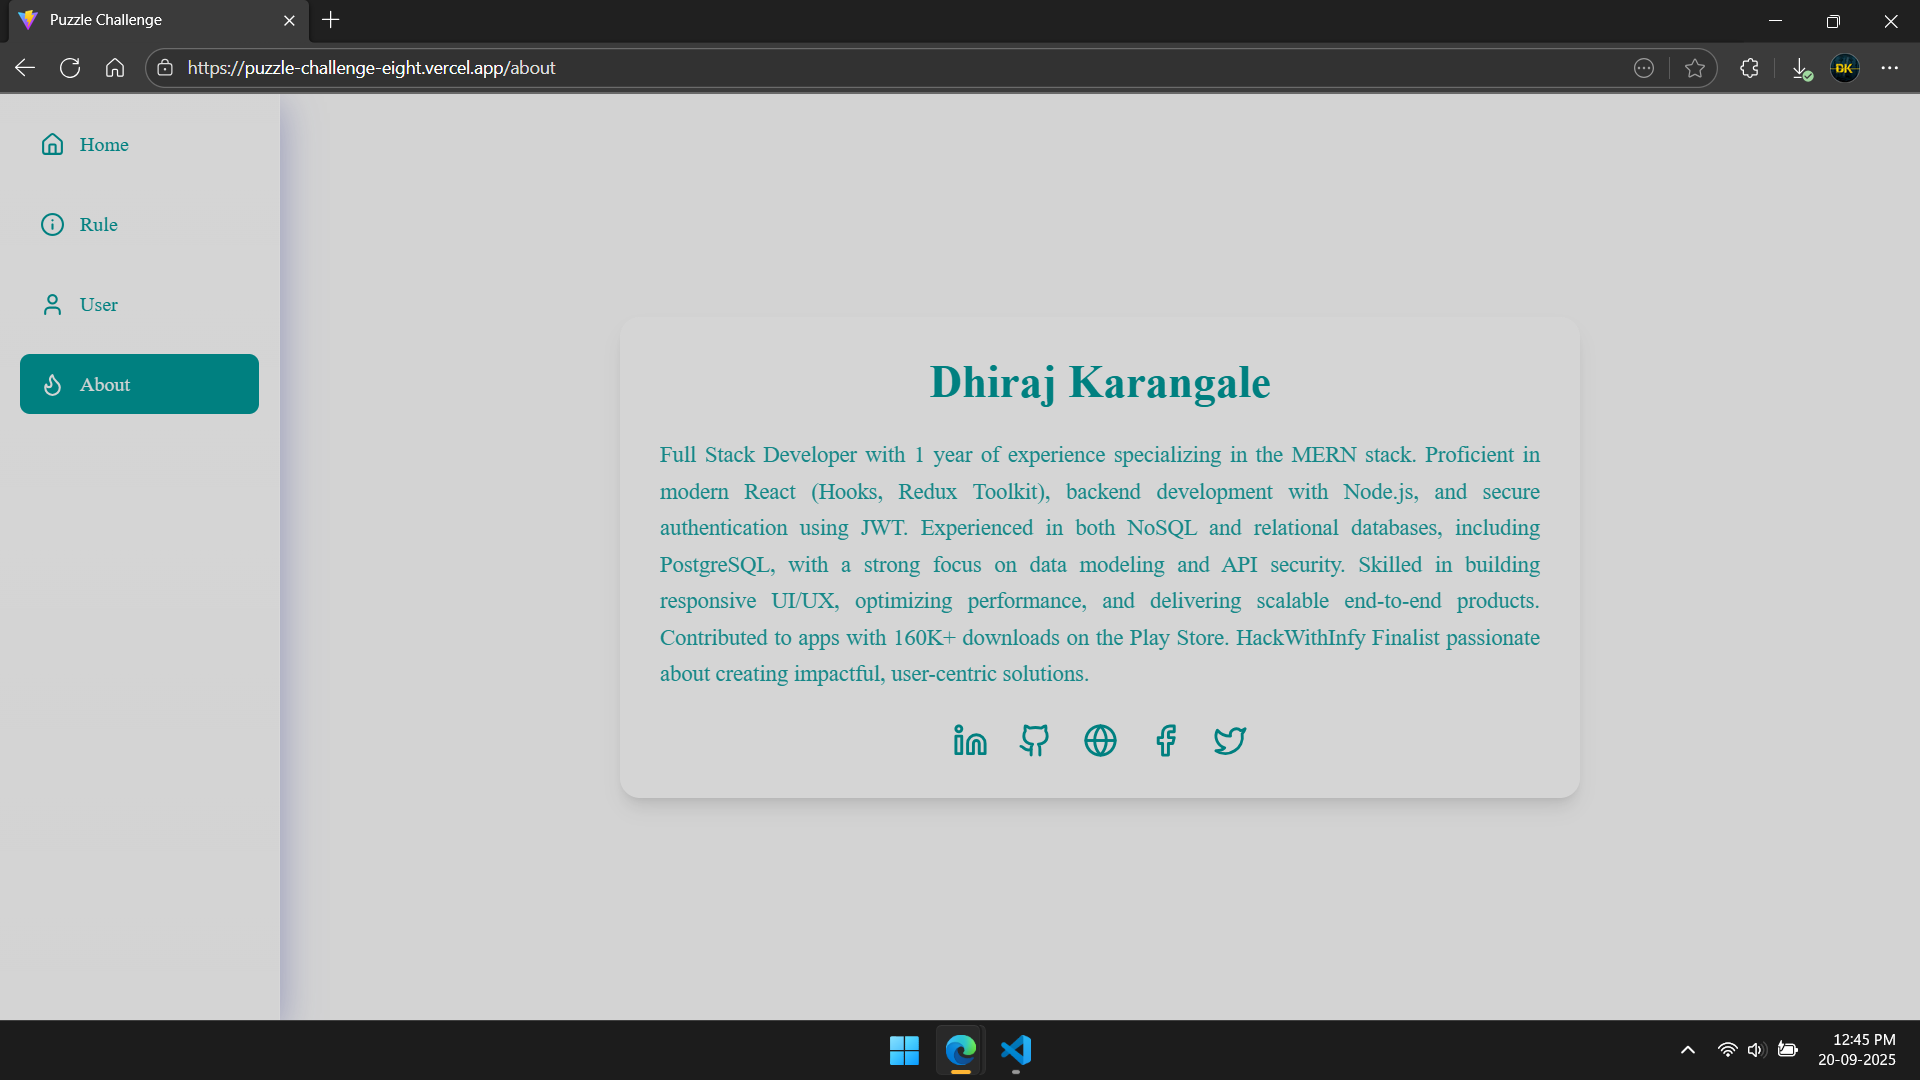 Puzzle Challenge
https://puzzle-challenge-eight.vercel.app/about
DK
Home
Rule
User
About
Dhiraj Karangale
Full Stack Developer with 1 year of experience specializing in the MERN stack. Proficient in
modern React (Hooks, Redux Toolkit), backend development with Node.js, and secure
authentication using JWT. Experienced in both NoSQL and relational databases, including
PostgreSQL, with a strong focus on data modeling and API security. Skilled in building
responsive UI/UX, optimizing performance, and delivering scalable end-to-end products.
Contributed to apps with 160K+ downloads on the Play Store. HackWithInfy Finalist passionate
about creating impactful, user-centric solutions.
12:45 PM
20-09-2025